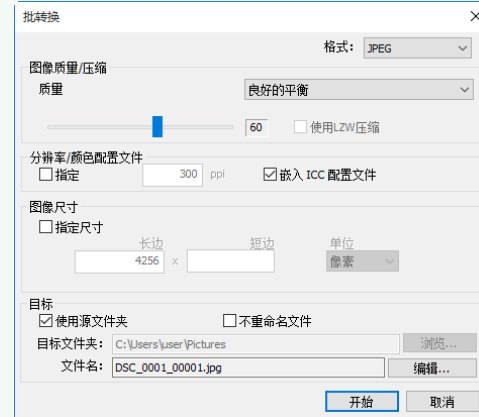 批转换
格式： JPEG
图像质量/压缩
质量 良好的平衡
60 使用LZW压缩
分辨率/颜色配置文件
指定 300 ppi 嵌入 ICC 配置文件
图像尺寸
指定尺寸
长边 短边 单位
4256 x 像素
目标
使用源文件夹 不重命名文件
目标文件夹： C:\Users\user\Pictures 浏览...
文件名： DSC_0001_00001.jpg 编辑...
开始 取消